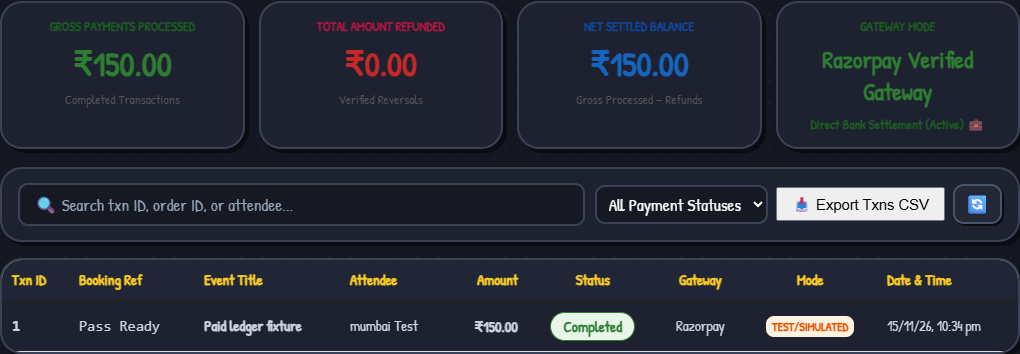 GROSS PAYMENTS PROCESSED
₹150.00
Completed Transactions
TOTAL AMOUNT REFUNDED
₹0.00
Verified Reversals
NET SETTLED BALANCE
₹150.00
Gross Processed – Refunds
GATEWAY MODE
Razorpay Verified
Gateway
Direct Bank Settlement (Active)
Search txn ID, order ID, or attendee...
All Payment Statuses
Export Txns CSV
Txn ID Booking Ref Event Title Attendee Amount Status Gateway Mode Date & Time
1 Pass Ready Paid ledger fixture mumbai Test ₹150.00 Completed Razorpay TEST/SIMULATED 15/11/26, 10:34 pm